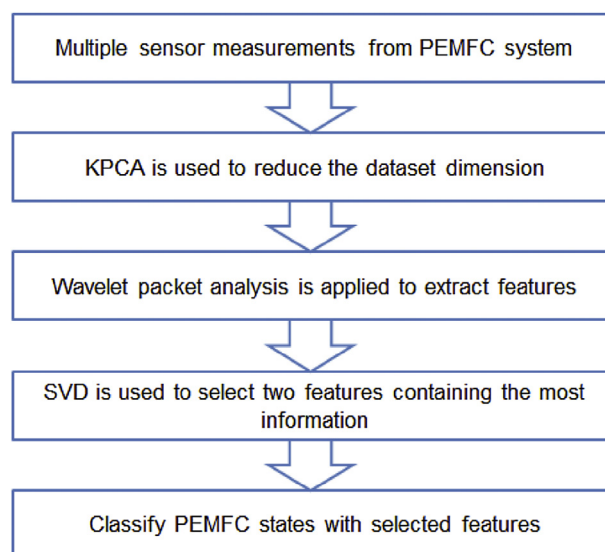 Multiple sensor measurements from PEMFC system
KPCA is used to reduce the dataset dimension
Wavelet packet analysis is applied to extract features
SVD is used to select two features containing the most
information
Classify PEMFC states with selected features